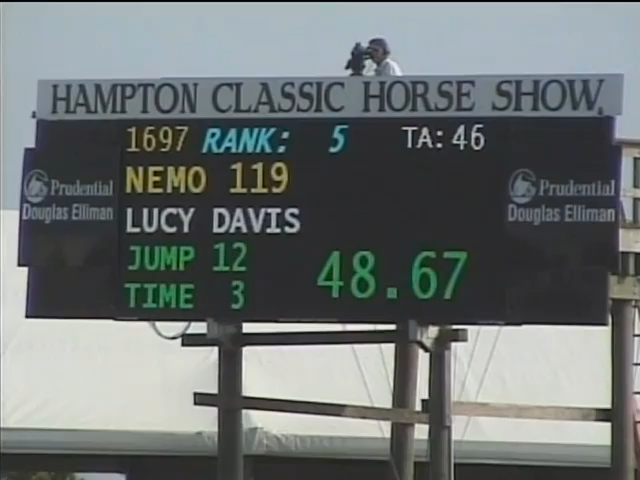 HAMPTON CLASSIC HORSE SHOW.
1697 RANK: 5 TA: 46
NEMO 119
LUCY DAVIS
JUMP 12
TIME 3
48.67
Prudential
Douglas Elliman
Prudential
Douglas Elliman